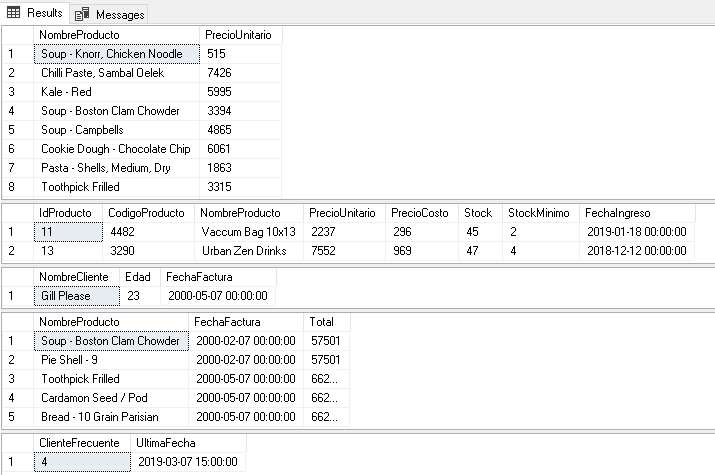 Results Messages
NombreProducto PrecioUnitario
1 Soup - Knorr, Chicken Noodle 515
2 Chilli Paste, Sambal Oelek 7426
3 Kale - Red 5995
4 Soup - Boston Clam Chowder 3394
5 Soup - Campbells 4865
6 Cookie Dough - Chocolate Chip 6061
7 Pasta - Shells, Medium, Dry 1863
8 Toothpick Frilled 3315
IdProducto CodigoProducto NombreProducto PrecioUnitario PrecioCosto Stock StockMinimo FechaIngreso
1 11 4482 Vaccum Bag 10x13 2237 296 45 2 2019-01-18 00:00:00
2 13 3290 Urban Zen Drinks 7552 969 47 4 2018-12-12 00:00:00
NombreCliente Edad FechaFactura
1 Gill Please 23 2000-05-07 00:00:00
NombreProducto FechaFactura Total
1 Soup - Boston Clam Chowder 2000-02-07 00:00:00 57501
2 Pie Shell - 9 2000-02-07 00:00:00 57501
3 Toothpick Frilled 2000-05-07 00:00:00 662...
4 Cardamon Seed / Pod 2000-05-07 00:00:00 662...
5 Bread - 10 Grain Parisian 2000-05-07 00:00:00 662...
ClienteFrecuente UltimaFecha
1 4 2019-03-07 15:00:00